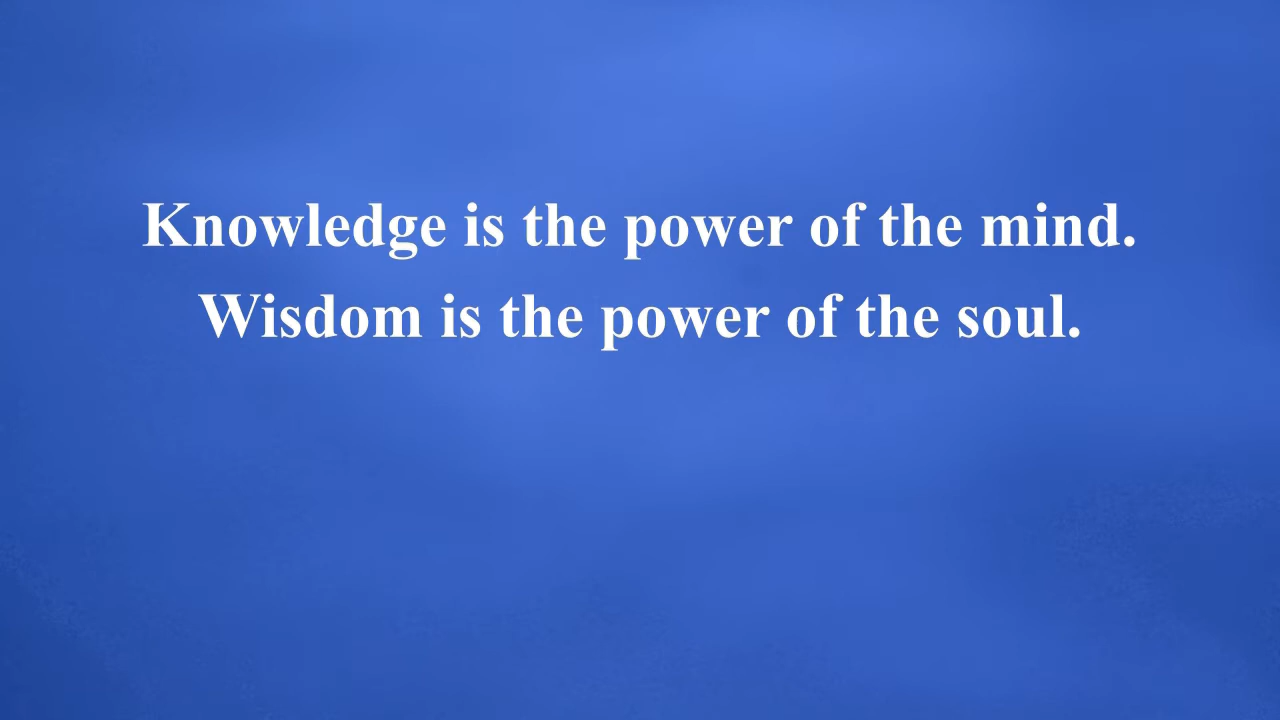 Knowledge is the power of the mind.
Wisdom is the power of the soul.